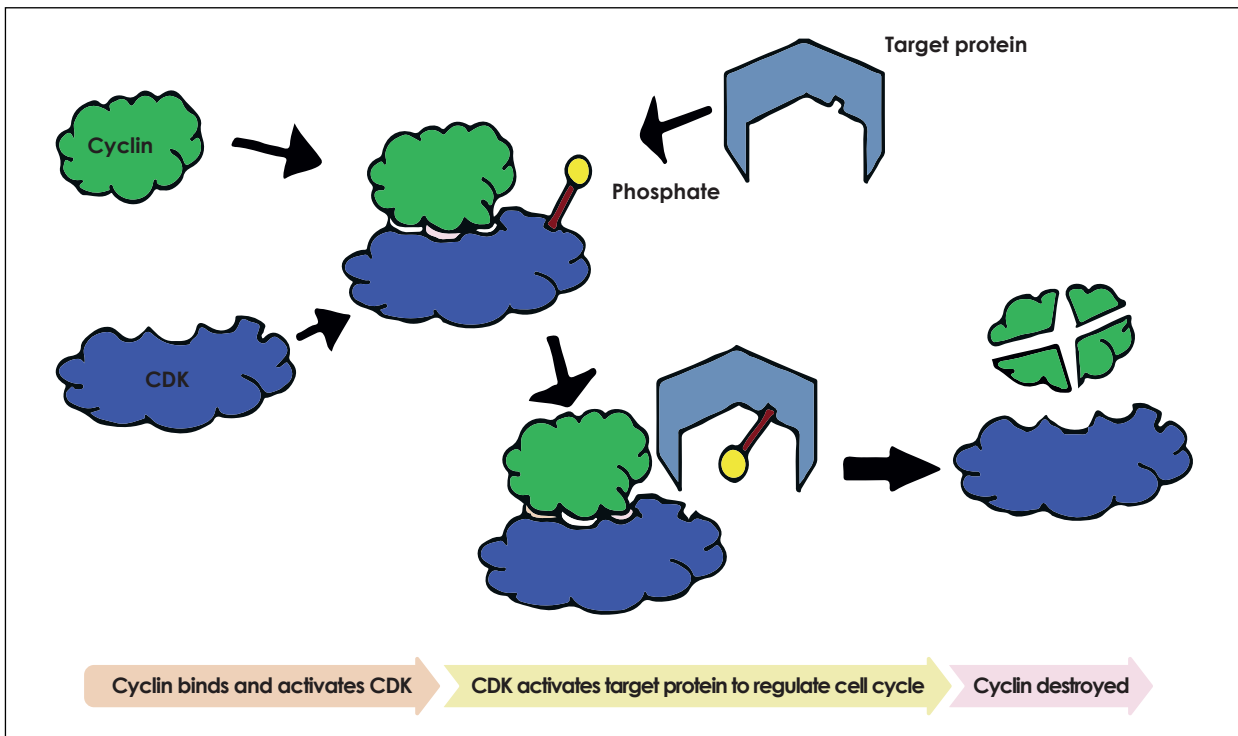 Target protein
Cyclin
Phosphate
CDK
Cyclin binds and activates CDK
CDK activates target protein to regulate cell cycle
Cyclin destroyed